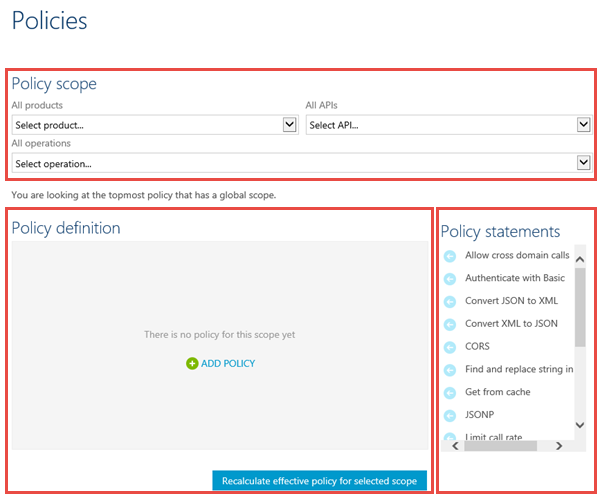 Policies
Policy scope
All products
All APIs
Select product...
Select API...
All operations
Select operation...
You are looking at the topmost policy that has a global scope.
Policy definition
There is no policy for this scope yet
ADD POLICY
Recalculate effective policy for selected scope
Policy statements
Allow cross domain calls
Authenticate with Basic
Convert JSON to XML
Convert XML to JSON
CORS
Find and replace string in
Get from cache
JSONP
Limit call rate